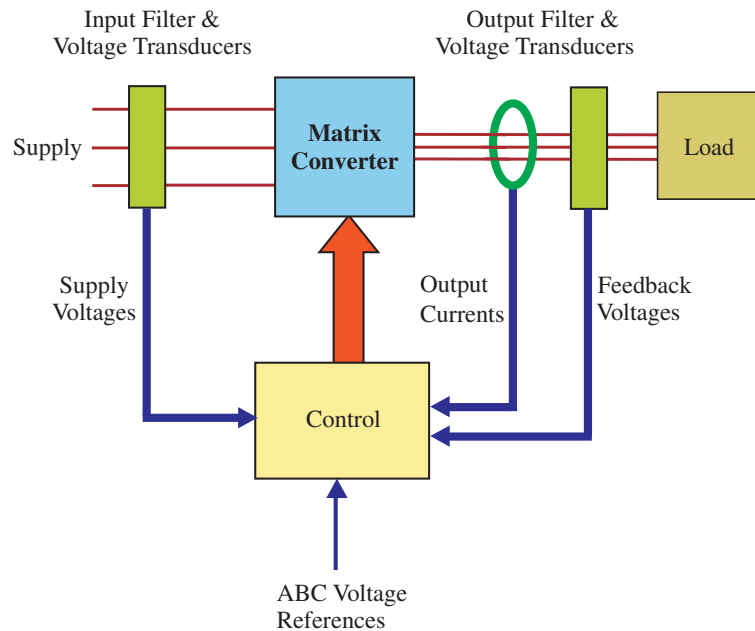 Input Filter &
Voltage Transducers
Output Filter &
Voltage Transducers
Supply
Matrix
Converter
Load
Supply
Voltages
Output
Currents
Feedback
Voltages
Control
ABC Voltage
References